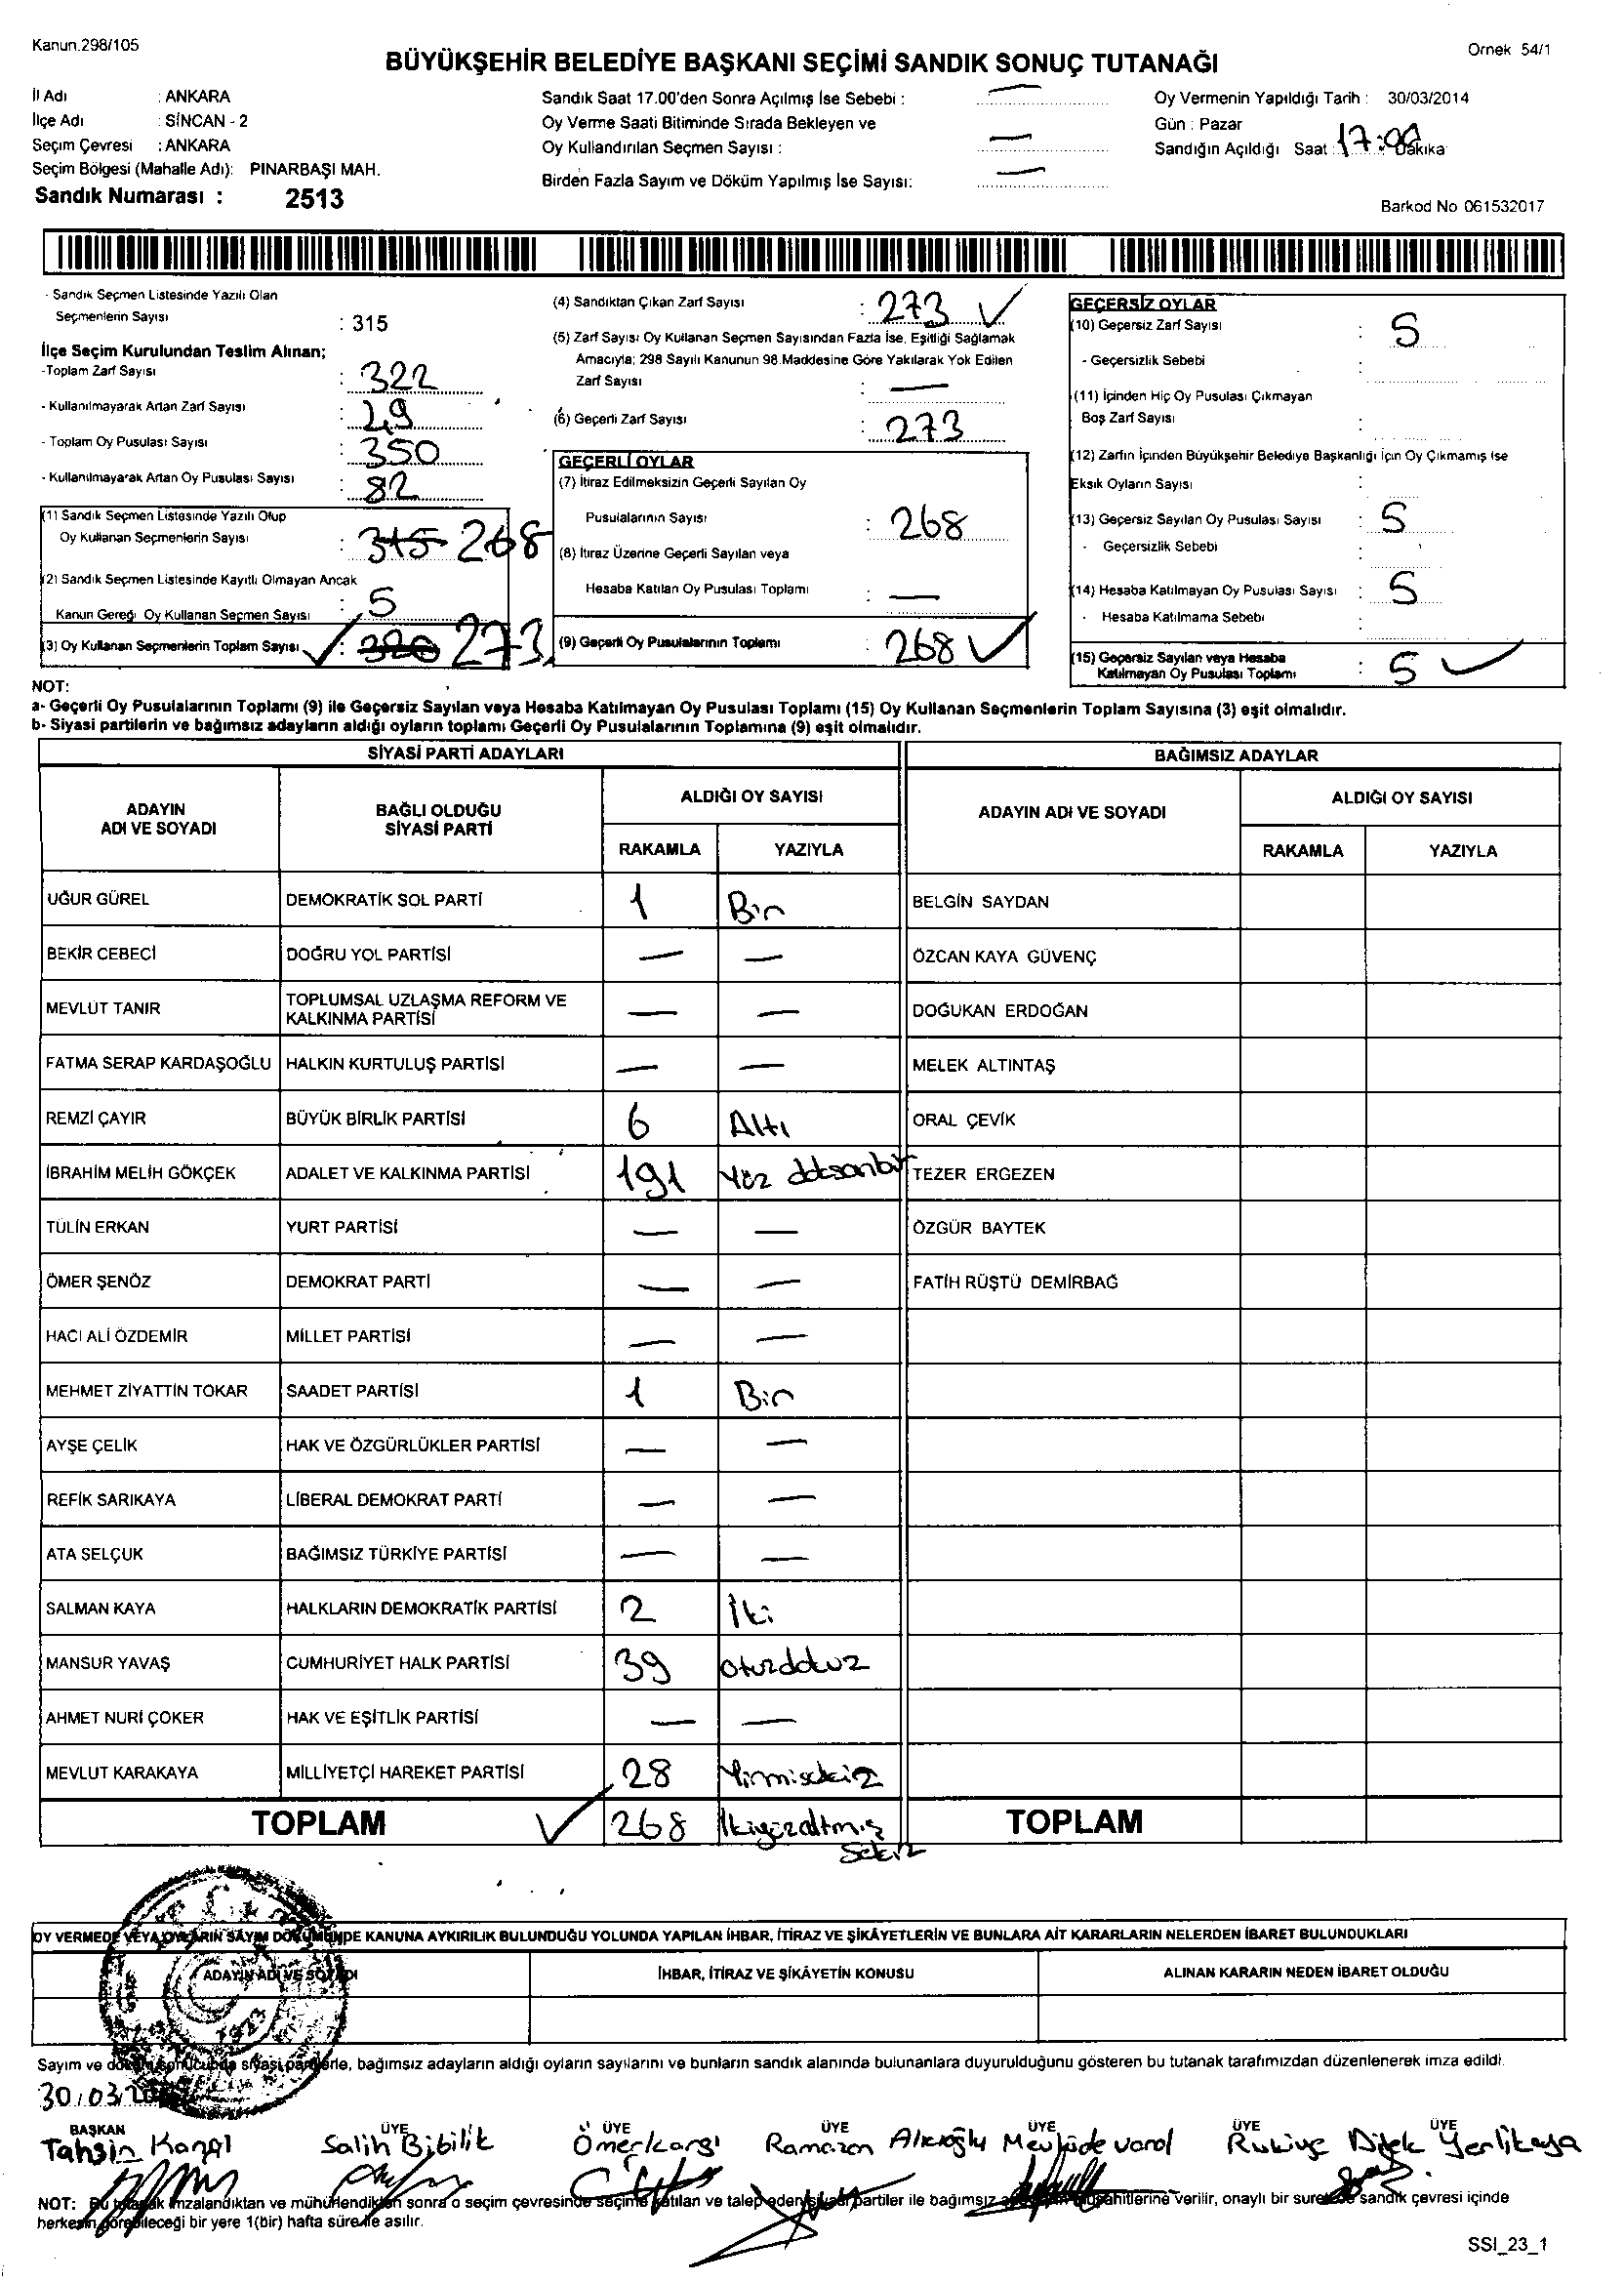 Kanun.298/105
Örnek 54/1
BÜYÜKŞEHİR BELEDİYE BAŞKANI SEÇİMİ SANDIK SONUÇ TUTANAĞI
İl Adı : ANKARA
İlçe Adı : SİNCAN - 2
Seçim Çevresi : ANKARA
Seçim Bölgesi (Mahalle Adı): PINARBAŞI MAH.
Sandık Numarası : 2513
Sandık Saat 17.00'den Sonra Açılmış İse Sebebi : —
Oy Verme Saati Bitiminde Sırada Bekleyen ve
Oy Kullandırılan Seçmen Sayısı : —
Birden Fazla Sayım ve Döküm Yapılmış İse Sayısı: —
Oy Vermenin Yapıldığı Tarih : 30/03/2014
Gün : Pazar
Sandığın Açıldığı Saat : 17:00 Dakika
Barkod No 061532017
- Sandık Seçmen Listesinde Yazılı Olan
Seçmenlerin Sayısı : 315
İlçe Seçim Kurulundan Teslim Alınan;
-Toplam Zarf Sayısı : 322
- Kullanılmayarak Artan Zarf Sayısı : 49
- Toplam Oy Pusulası Sayısı : 350
- Kullanılmayarak Artan Oy Pusulası Sayısı : 82
(1) Sandık Seçmen Listesinde Yazılı Olup
Oy Kullanan Seçmenlerin Sayısı : 315 268
(2) Sandık Seçmen Listesinde Kayıtlı Olmayan Ancak
Kanun Gereği Oy Kullanan Seçmen Sayısı : 5
(3) Oy Kullanan Seçmenlerin Toplam Sayısı : 320 273
(4) Sandıktan Çıkan Zarf Sayısı : 273
(5) Zarf Sayısı Oy Kullanan Seçmen Sayısından Fazla İse, Eşitliği Sağlamak
Amacıyla; 298 Sayılı Kanunun 98.Maddesine Göre Yakılarak Yok Edilen
Zarf Sayısı : —
(6) Geçerli Zarf Sayısı : 273
GEÇERLİ OYLAR
(7) İtiraz Edilmeksizin Geçerli Sayılan Oy
Pusulalarının Sayısı : 268
(8) İtiraz Üzerine Geçerli Sayılan veya
Hesaba Katılan Oy Pusulası Toplamı : —
(9) Geçerli Oy Pusulalarının Toplamı : 268
GEÇERSİZ OYLAR
(10) Geçersiz Zarf Sayısı : 5
- Geçersizlik Sebebi :
(11) İçinden Hiç Oy Pusulası Çıkmayan
Boş Zarf Sayısı :
(12) Zarfın İçinden Büyükşehir Belediye Başkanlığı İçin Oy Çıkmamış İse
Eksik Oyların Sayısı :
(13) Geçersiz Sayılan Oy Pusulası Sayısı : 5
- Geçersizlik Sebebi :
(14) Hesaba Katılmayan Oy Pusulası Sayısı : 5
- Hesaba Katılmama Sebebi :
(15) Geçersiz Sayılan veya Hesaba
Katılmayan Oy Pusulası Toplamı : 5
NOT:
a- Geçerli Oy Pusulalarının Toplamı (9) ile Geçersiz Sayılan veya Hesaba Katılmayan Oy Pusulası Toplamı (15) Oy Kullanan Seçmenlerin Toplam Sayısına (3) eşit olmalıdır.
b- Siyasi partilerin ve bağımsız adayların aldığı oyların toplamı Geçerli Oy Pusulalarının Toplamına (9) eşit olmalıdır.
SİYASİ PARTİ ADAYLARI
BAĞIMSIZ ADAYLAR
ADAYIN
ADI VE SOYADI
BAĞLI OLDUĞU
SİYASİ PARTİ
ALDIĞI OY SAYISI
RAKAMLA YAZIYLA
ADAYIN ADI VE SOYADI
ALDIĞI OY SAYISI
RAKAMLA YAZIYLA
UĞUR GÜREL DEMOKRATİK SOL PARTİ 1 Bir BELGİN SAYDAN
BEKİR CEBECİ DOĞRU YOL PARTİSİ — — ÖZCAN KAYA GÜVENÇ
MEVLÜT TANIR TOPLUMSAL UZLAŞMA REFORM VE
KALKINMA PARTİSİ — — DOĞUKAN ERDOĞAN
FATMA SERAP KARDAŞOĞLU HALKIN KURTULUŞ PARTİSİ — — MELEK ALTINTAŞ
REMZİ ÇAYIR BÜYÜK BİRLİK PARTİSİ 6 Altı ORAL ÇEVİK
İBRAHİM MELİH GÖKÇEK ADALET VE KALKINMA PARTİSİ 191 Yüz doksanbir TEZER ERGEZEN
TÜLİN ERKAN YURT PARTİSİ — — ÖZGÜR BAYTEK
ÖMER ŞENÖZ DEMOKRAT PARTİ — — FATİH RÜŞTÜ DEMİRBAĞ
HACI ALİ ÖZDEMİR MİLLET PARTİSİ — —
MEHMET ZİYATTİN TOKAR SAADET PARTİSİ 1 Bir
AYŞE ÇELİK HAK VE ÖZGÜRLÜKLER PARTİSİ — —
REFİK SARIKAYA LİBERAL DEMOKRAT PARTİ — —
ATA SELÇUK BAĞIMSIZ TÜRKİYE PARTİSİ — —
SALMAN KAYA HALKLARIN DEMOKRATİK PARTİSİ 2 İki
MANSUR YAVAŞ CUMHURİYET HALK PARTİSİ 39 otuzdokuz
AHMET NURİ ÇOKER HAK VE EŞİTLİK PARTİSİ — —
MEVLUT KARAKAYA MİLLİYETÇİ HAREKET PARTİSİ 28 Yirmisekiz
TOPLAM 268 İkiyüzaltmış
sekiz
TOPLAM
OY VERMEDE VEYA OYLARIN SAYIM DÖKÜMÜNDE KANUNA AYKIRILIK BULUNDUĞU YOLUNDA YAPILAN İHBAR, İTİRAZ VE ŞİKÂYETLERİN VE BUNLARA AİT KARARLARIN NELERDEN İBARET BULUNDUKLARI
ADAYIN ADI VE SOYADI
İHBAR, İTİRAZ VE ŞİKÂYETİN KONUSU
ALINAN KARARIN NEDEN İBARET OLDUĞU
1923
Sayım ve döküm sonucunda siyasi partilerle, bağımsız adayların aldığı oyların sayılarını ve bunların sandık alanında bulunanlara duyurulduğunu gösteren bu tutanak tarafımızdan düzenlenerek imza edildi.
30/03/20
BAŞKAN ÜYE ÜYE ÜYE ÜYE ÜYE ÜYE
Tahsin Kangl Salih Bibilik Ömer Kargı Ramazan Alıcıoğlu Mevlüde Varol Rukiye Dilek Yerlikaya
NOT: Bu tutanak imzalandıktan ve mühürlendikten sonra o seçim çevresinde seçime katılan ve talep eden siyasi partiler ile bağımsız müşahitlerine verilir, onaylı bir sureti de sandık çevresi içinde
herkesin görebileceği bir yere 1(bir) hafta süre ile asılır.
SSI_23_1